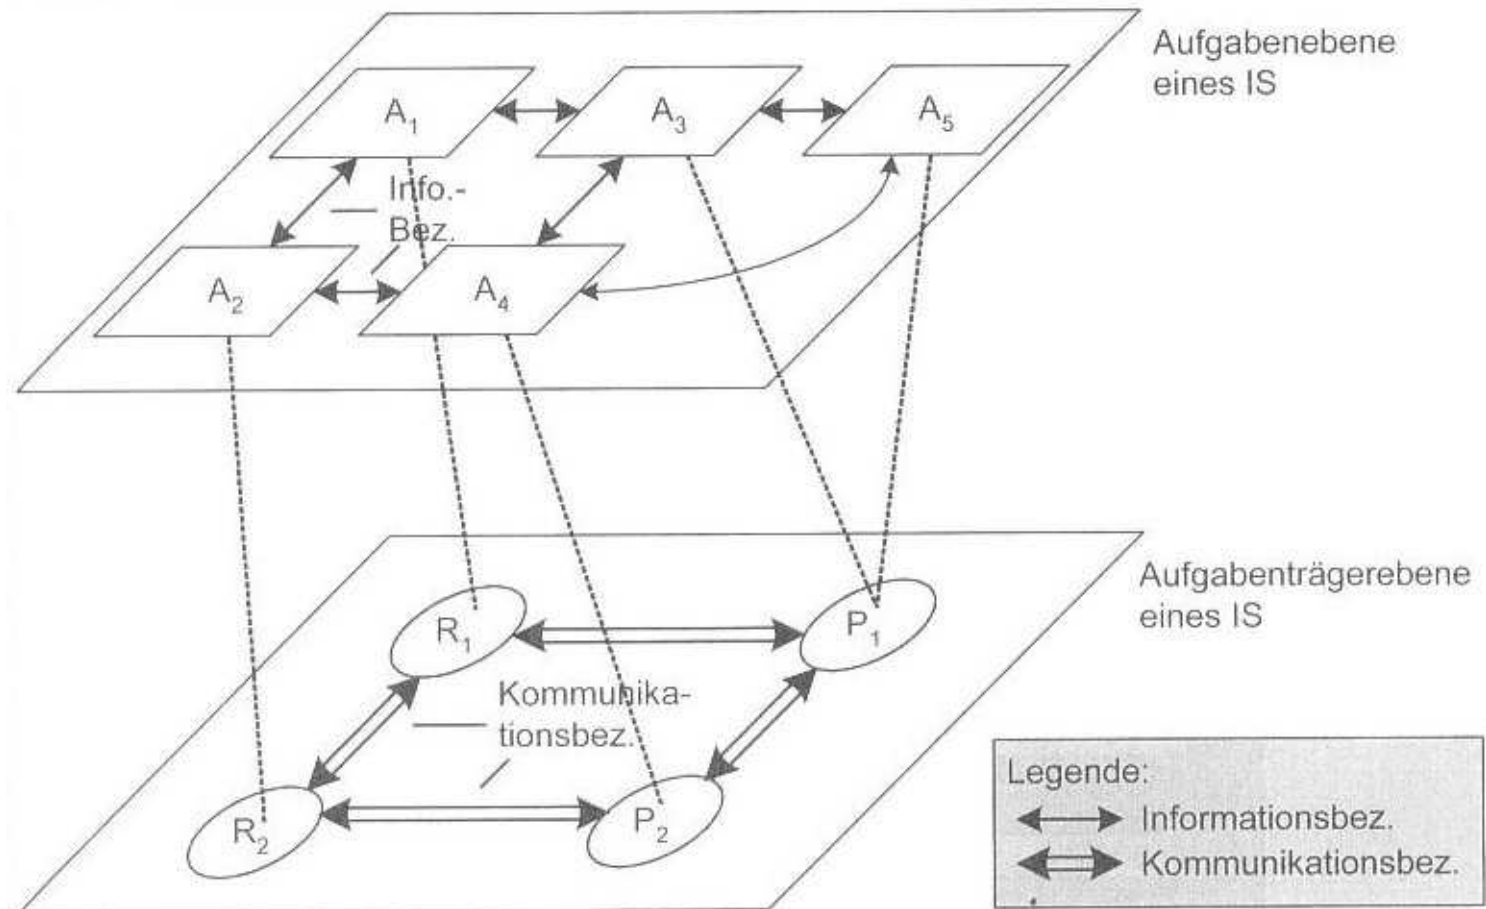 Aufgabenebene
eines IS
A1
A3
A5
Info.-
Bez.
A2
A4
Aufgabenträgerebene
eines IS
R1
P1
Kommunika-
tionsbez.
R2
P2
Legende:
Informationsbez.
Kommunikationsbez.